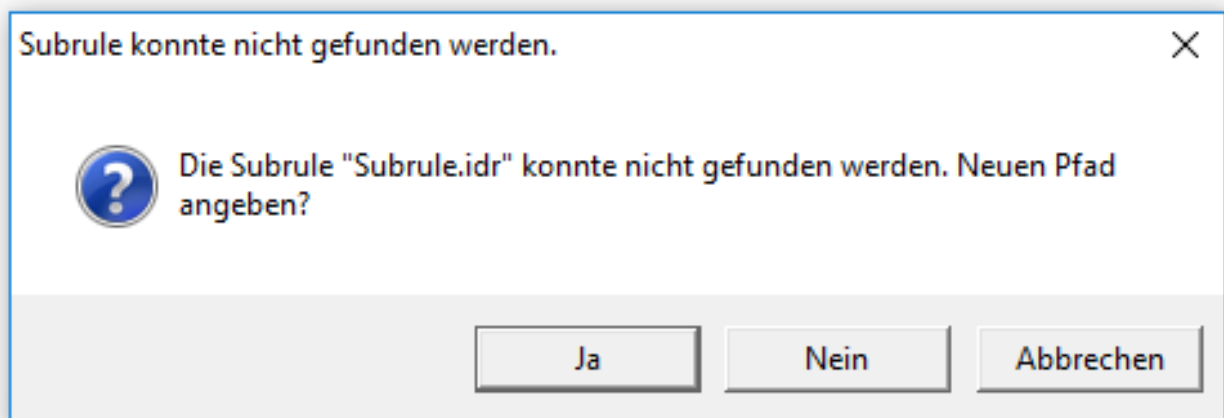 Subrule konnte nicht gefunden werden.
Die Subrule "Subrule.idr" konnte nicht gefunden werden. Neuen Pfad
angeben?
Ja Nein Abbrechen